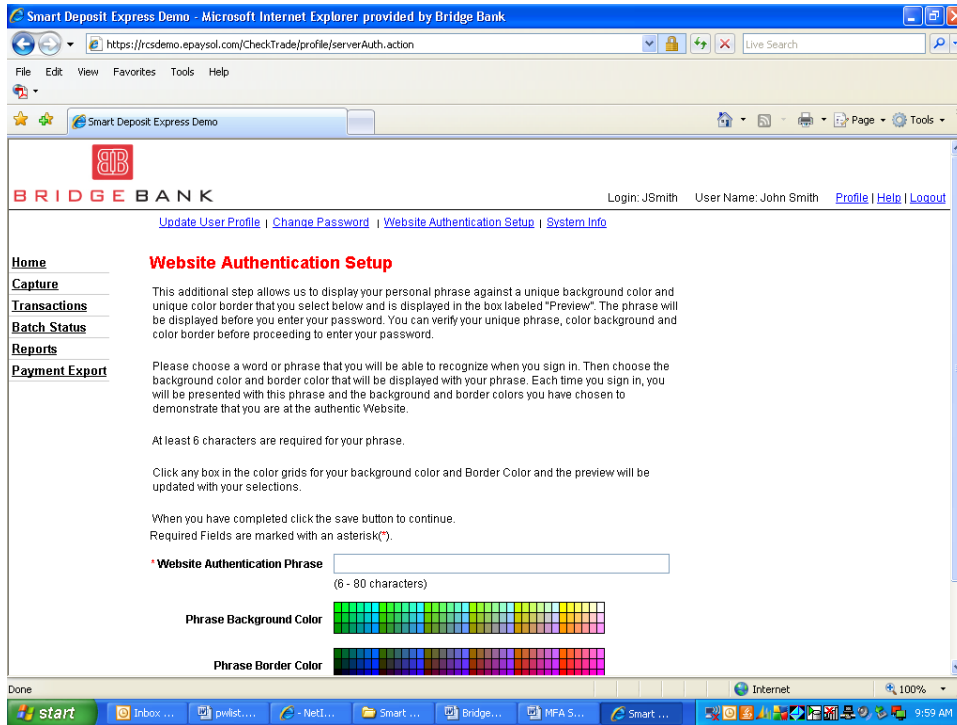 Smart Deposit Express Demo - Microsoft Internet Explorer provided by Bridge Bank
https://rcsdemo.epaysol.com/CheckTrade/profile/serverAuth.action
Live Search
File Edit View Favorites Tools Help
Smart Deposit Express Demo
Page Tools
BRIDGE BANK
Login: JSmith User Name: John Smith Profile | Help | Logout
Update User Profile | Change Password | Website Authentication Setup | System Info
Home
Capture
Transactions
Batch Status
Reports
Payment Export
Website Authentication Setup
This additional step allows us to display your personal phrase against a unique background color and
unique color border that you select below and is displayed in the box labeled "Preview". The phrase will
be displayed before you enter your password. You can verify your unique phrase, color background and
color border before proceeding to enter your password.
Please choose a word or phrase that you will be able to recognize when you sign in. Then choose the
background color and border color that will be displayed with your phrase. Each time you sign in, you
will be presented with this phrase and the background and border colors you have chosen to
demonstrate that you are at the authentic Website.
At least 6 characters are required for your phrase.
Click any box in the color grids for your background color and Border Color and the preview will be
updated with your selections.
When you have completed click the save button to continue.
Required Fields are marked with an asterisk(*).
* Website Authentication Phrase
(6 - 80 characters)
Phrase Background Color
Phrase Border Color
Done
Internet
100%
start
Inbox ...
pwlist....
- NetI...
Smart ...
Bridge...
MFA S...
Smart ...
9:59 AM